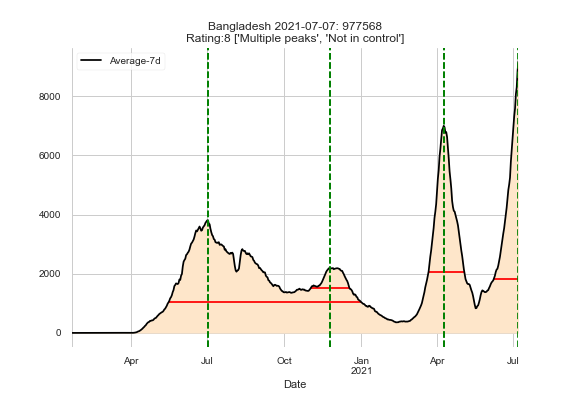 Bangladesh 2021-07-07: 977568
Rating:8 ['Multiple peaks', 'Not in control']
Average-7d
8000
6000
4000
2000
0
Apr Jul Oct Jan Apr Jul
2021
Date